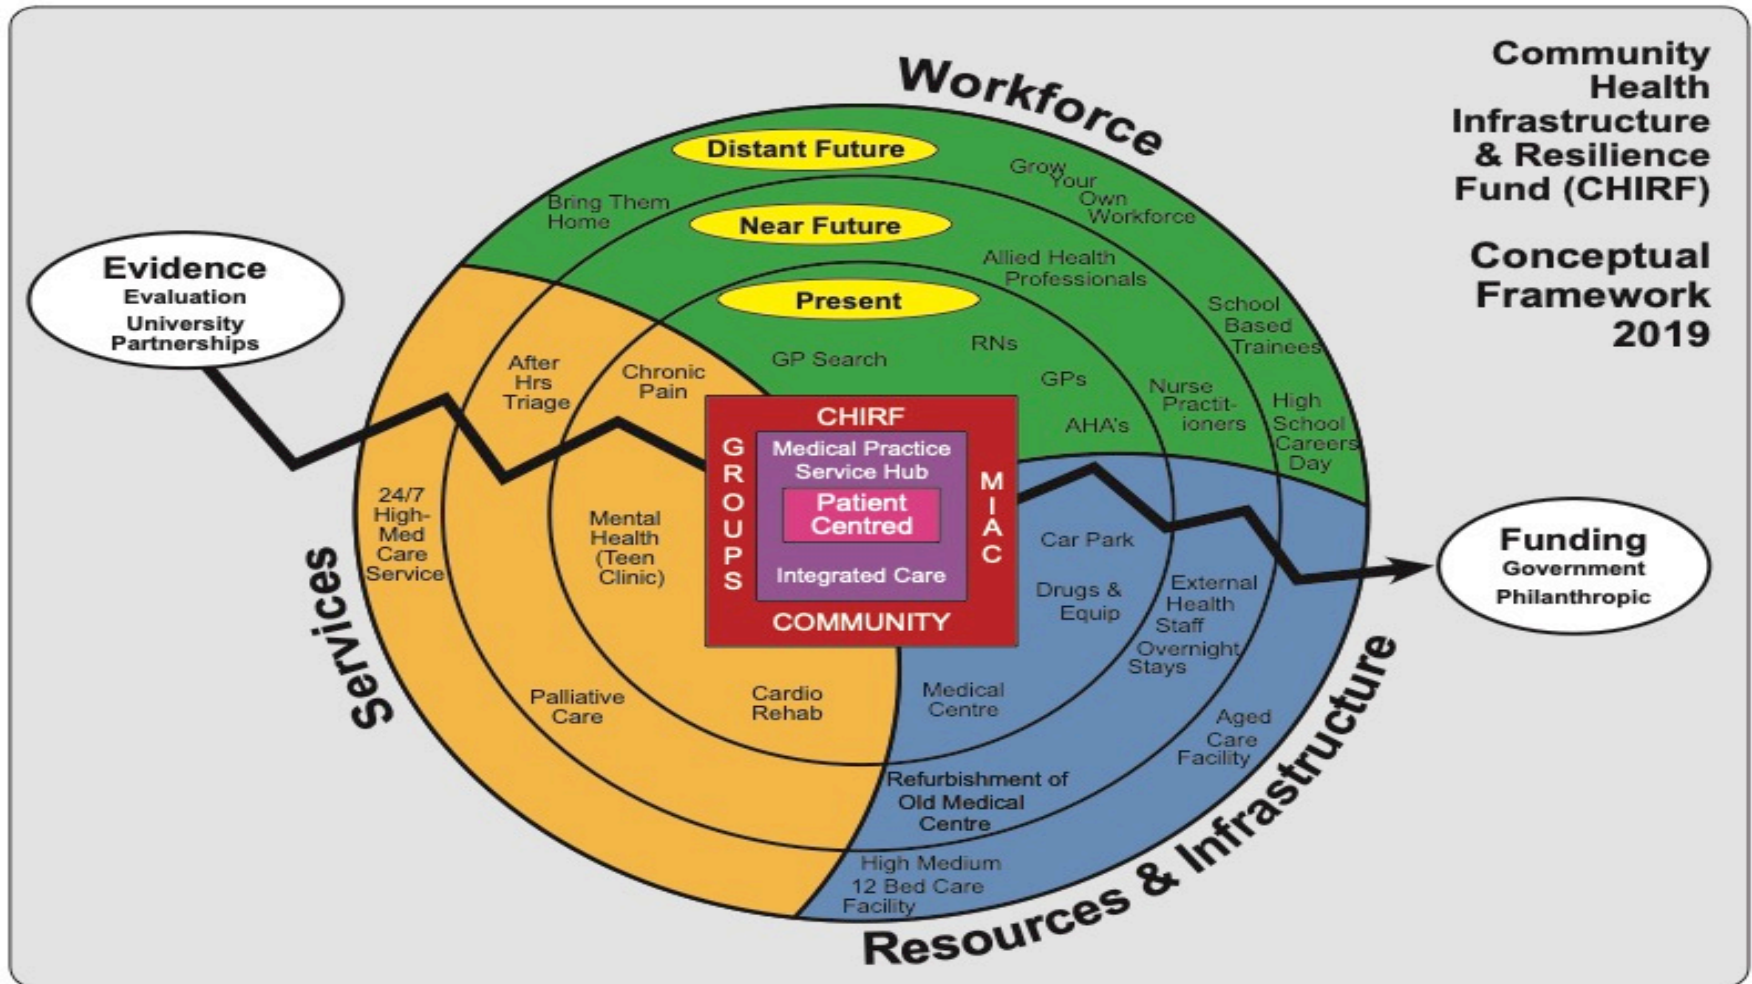 Community
Health
Infrastructure
& Resilience
Fund (CHIRF)
Conceptual
Framework
2019
Workforce
Distant Future
Grow
Your
Own
Workforce
Bring Them
Home
Near Future
Allied Health
Professionals
School
Based
Trainees
Present
RNs
GP Search
GPs
AHA's
Nurse
Practit-
ioners
High
School
Careers
Day
Evidence
Evaluation
University
Partnerships
After
Hrs
Triage
Chronic
Pain
24/7
High-
Med
Care
Service
Mental
Health
(Teen
Clinic)
Palliative
Care
Cardio
Rehab
Services
CHIRF
GROUPS
MIAC
COMMUNITY
Medical Practice
Service Hub
Patient
Centred
Integrated Care
Car Park
Drugs &
Equip
External
Health
Staff
Overnight
Stays
Medical
Centre
Aged
Care
Facility
Refurbishment of
Old Medical
Centre
High Medium
12 Bed Care
Facility
Resources & Infrastructure
Funding
Government
Philanthropic